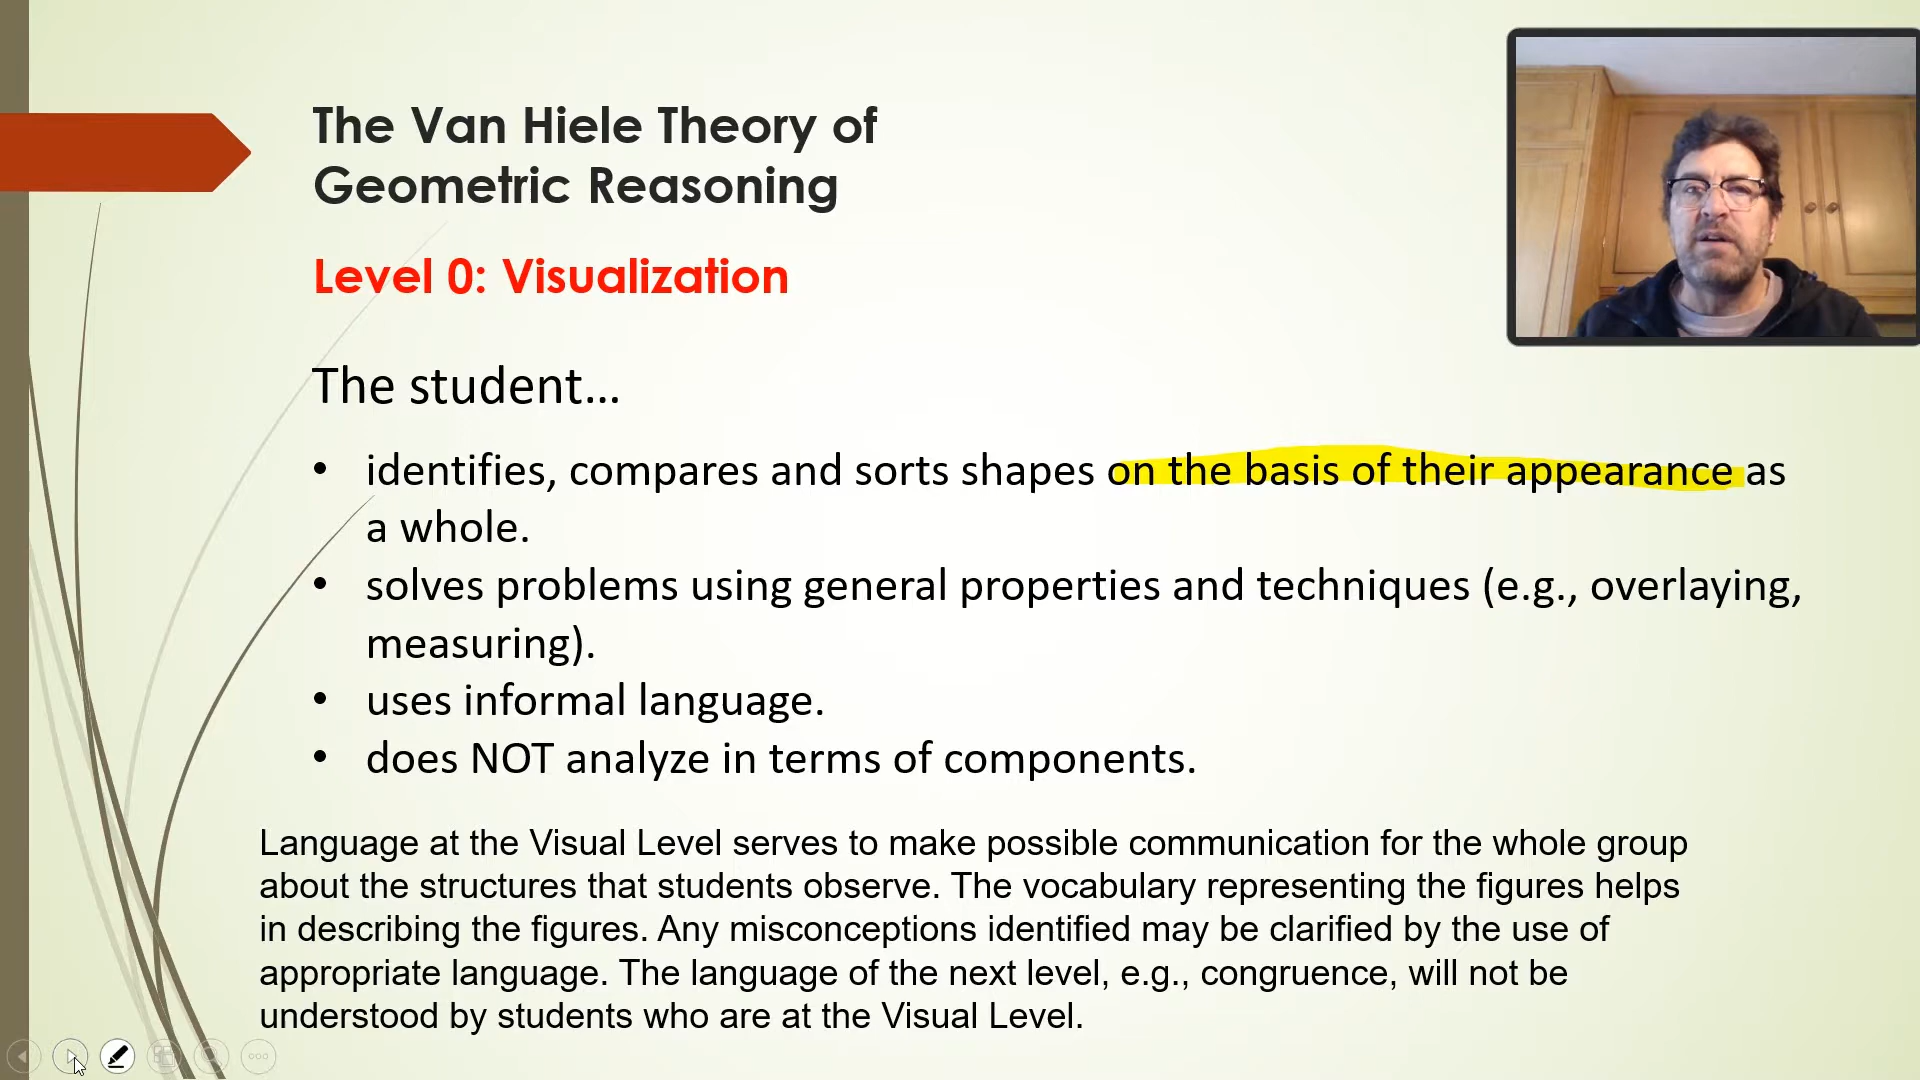 The Van Hiele Theory of
Geometric Reasoning
Level 0: Visualization
The student…
• identifies, compares and sorts shapes on the basis of their appearance as
a whole.
• solves problems using general properties and techniques (e.g., overlaying,
measuring).
• uses informal language.
• does NOT analyze in terms of components.
Language at the Visual Level serves to make possible communication for the whole group
about the structures that students observe. The vocabulary representing the figures helps
in describing the figures. Any misconceptions identified may be clarified by the use of
appropriate language. The language of the next level, e.g., congruence, will not be
understood by students who are at the Visual Level.